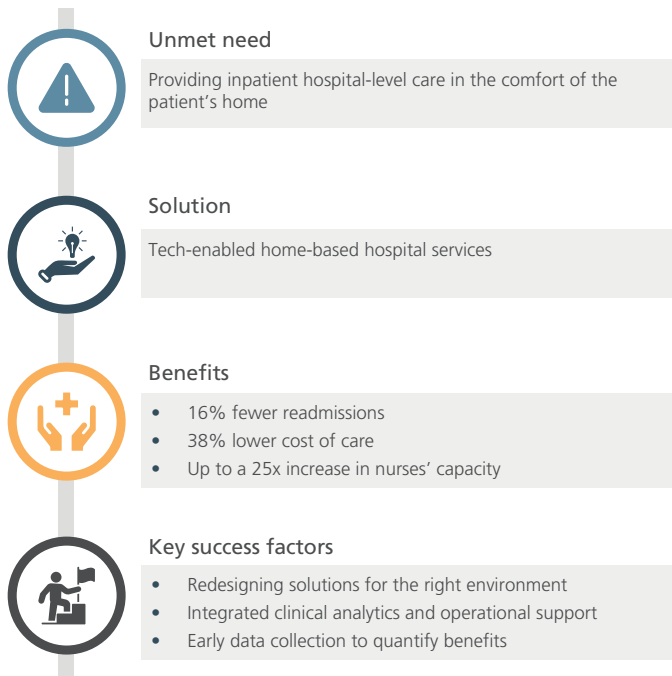 Unmet need
Providing inpatient hospital-level care in the comfort of the
patient’s home
Solution
Tech-enabled home-based hospital services
Benefits
• 16% fewer readmissions
• 38% lower cost of care
• Up to a 25x increase in nurses’ capacity
Key success factors
• Redesigning solutions for the right environment
• Integrated clinical analytics and operational support
• Early data collection to quantify benefits